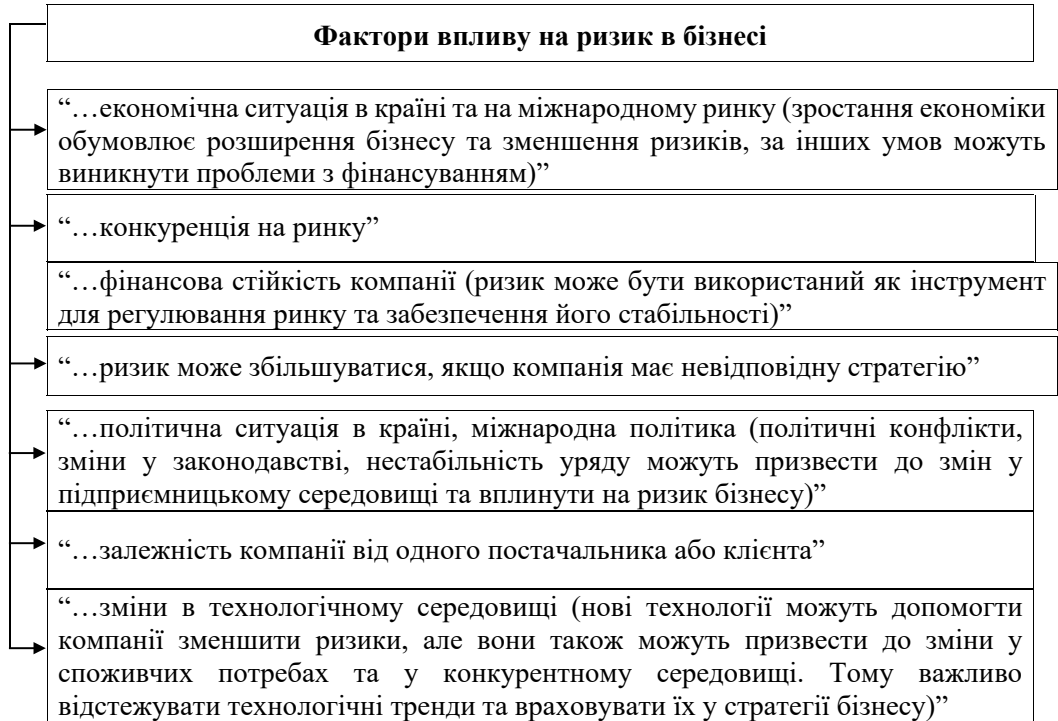 Фактори впливу на ризик в бізнесі
“…економічна ситуація в країні та на міжнародному ринку (зростання економіки
обумовлює розширення бізнесу та зменшення ризиків, за інших умов можуть
виникнути проблеми з фінансуванням)”
“…конкуренція на ринку”
“…фінансова стійкість компанії (ризик може бути використаний як інструмент
для регулювання ринку та забезпечення його стабільності)”
“…ризик може збільшуватися, якщо компанія має невідповідну стратегію”
“…політична ситуація в країні, міжнародна політика (політичні конфлікти,
зміни у законодавстві, нестабільність уряду можуть призвести до змін у
підприємницькому середовищі та вплинути на ризик бізнесу)”
“…залежність компанії від одного постачальника або клієнта”
“…зміни в технологічному середовищі (нові технології можуть допомогти
компанії зменшити ризики, але вони також можуть призвести до зміни у
споживчих потребах та у конкурентному середовищі. Тому важливо
відстежувати технологічні тренди та враховувати їх у стратегії бізнесу)”